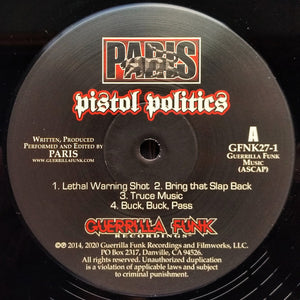 PARIS
pistol politics
WRITTEN, PRODUCED
PERFORMED AND EDITED BY
PARIS
WWW.GUERRILLAFUNK.COM
A
GFNK27-1
GUERRILLA FUNK
MUSIC
(ASCAP)
1. Lethal Warning Shot 2. Bring that Slap Back
3. Truce Music
4. Buck, Buck, Pass
GUERRILLA FUNK
RECORDINGS
℗ © 2014, 2020 Guerrilla Funk Recordings and Filmworks, LLC.
PO Box 2317, Danville, CA 94526.
All rights reserved. Unauthorized duplication
is a violation of applicable laws and subject
to criminal punishment.